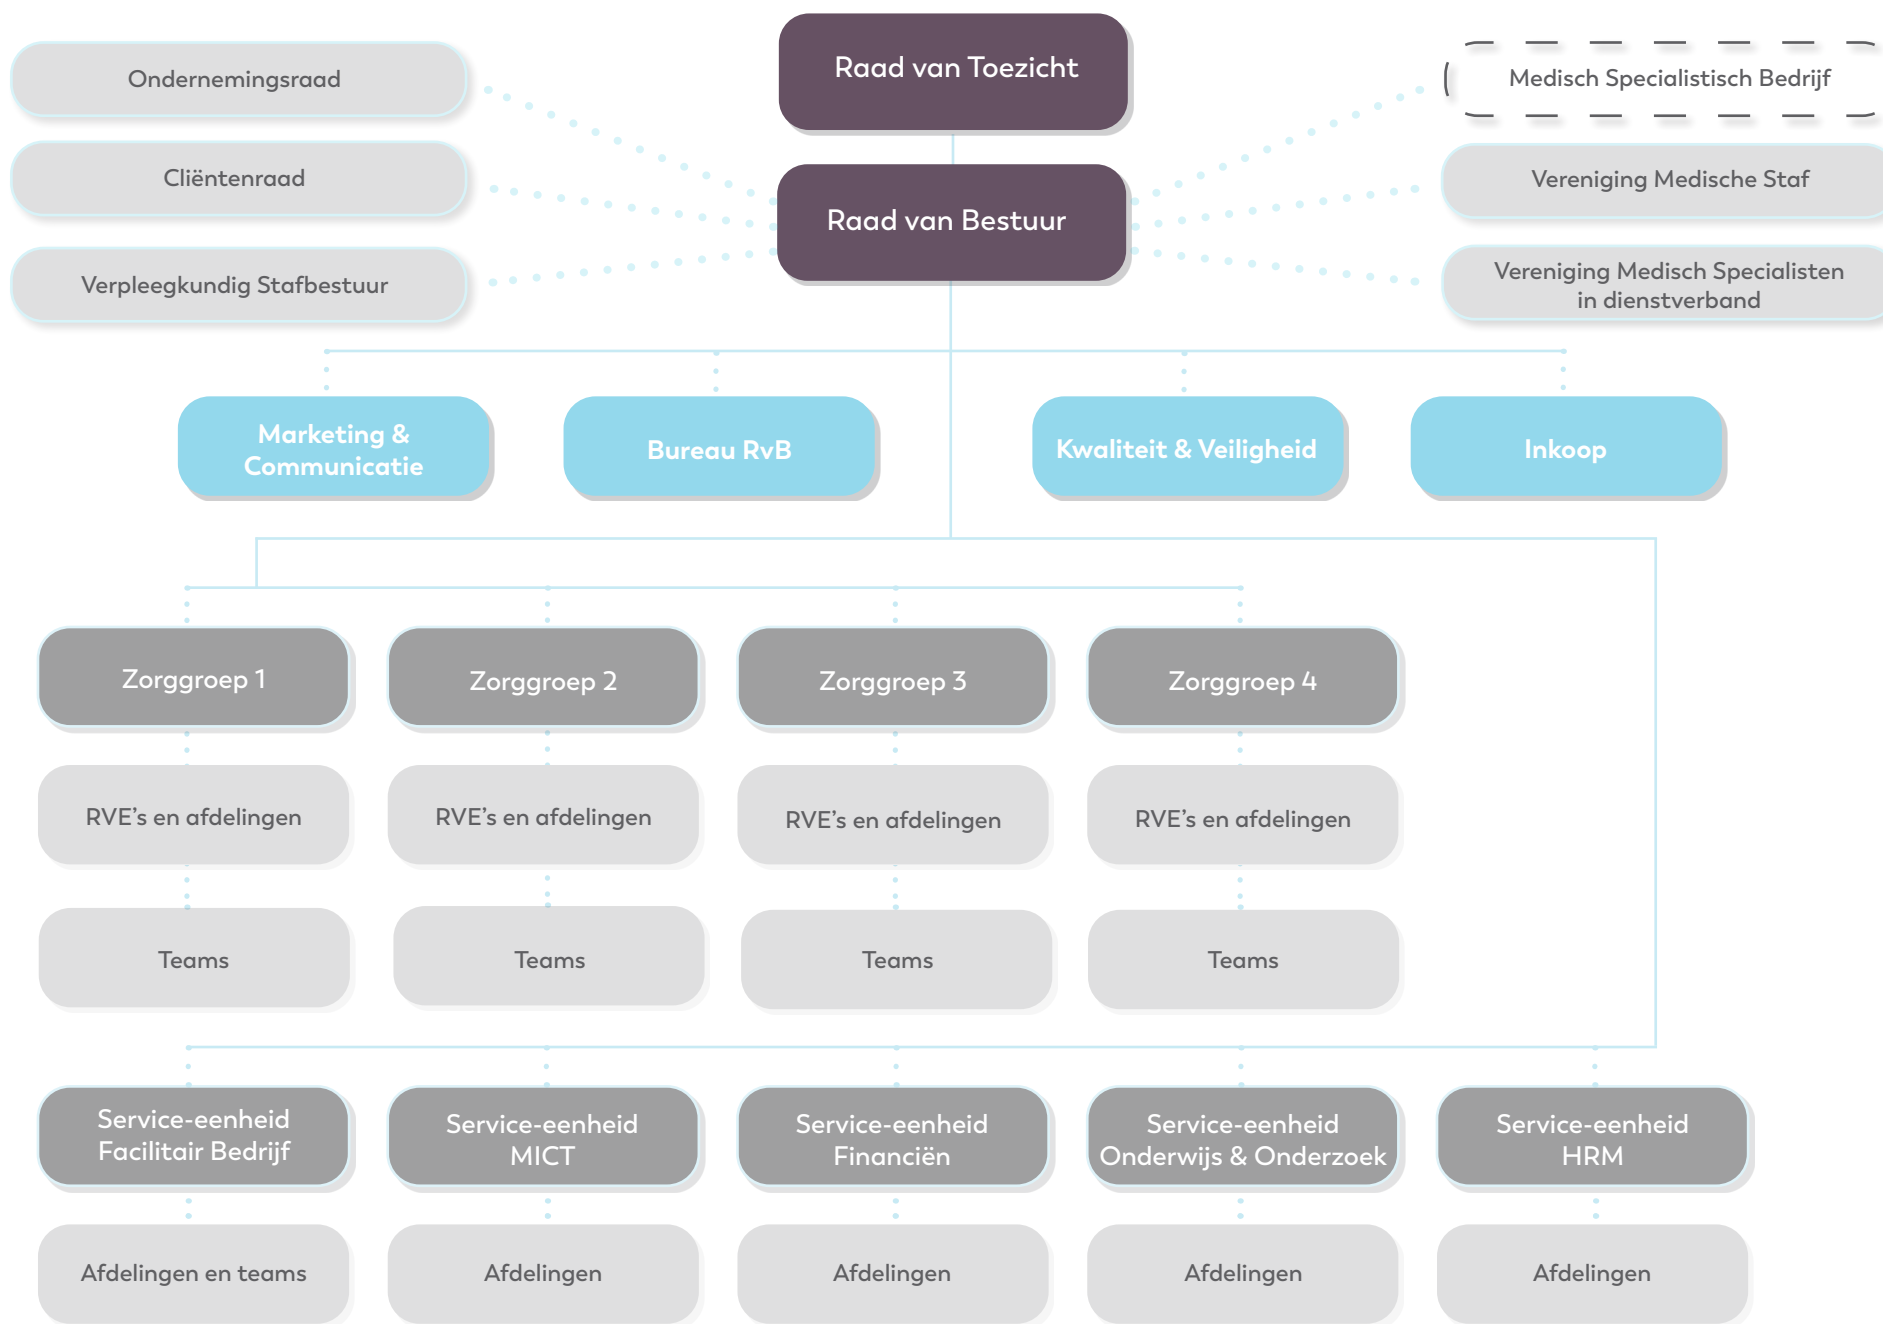 Raad van Toezicht
Ondernemingsraad
Medisch Specialistisch Bedrijf
Cliëntenraad
Raad van Bestuur
Vereniging Medische Staf
Verpleegkundig Stafbestuur
Vereniging Medisch Specialisten
in dienstverband
Marketing &
Communicatie
Bureau RvB
Kwaliteit & Veiligheid
Inkoop
Zorggroep 1
Zorggroep 2
Zorggroep 3
Zorggroep 4
RVE’s en afdelingen
RVE’s en afdelingen
RVE’s en afdelingen
RVE’s en afdelingen
Teams
Teams
Teams
Teams
Service-eenheid
Facilitair Bedrijf
Service-eenheid
MICT
Service-eenheid
Financiën
Service-eenheid
Onderwijs & Onderzoek
Service-eenheid
HRM
Afdelingen en teams
Afdelingen
Afdelingen
Afdelingen
Afdelingen